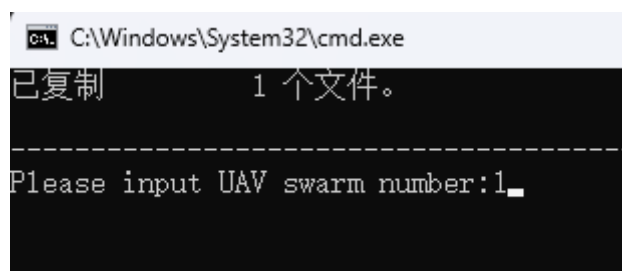 C:\Windows\System32\cmd.exe
已复制         1 个文件。
---------------------------------------
Please input UAV swarm number:1